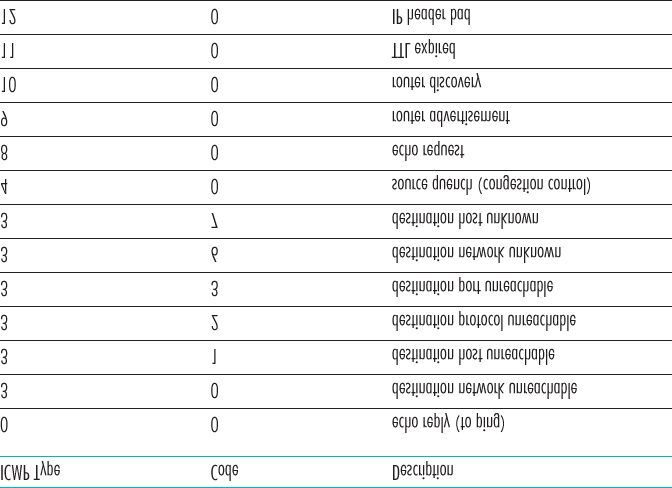 ICMP Type Code Description
0 0 echo reply (to ping)
3 0 destination network unreachable
3 1 destination host unreachable
3 2 destination protocol unreachable
3 3 destination port unreachable
3 6 destination network unknown
3 7 destination host unknown
4 0 source quench (congestion control)
8 0 echo request
9 0 router advertisement
10 0 router discovery
11 0 TTL expired
12 0 IP header bad